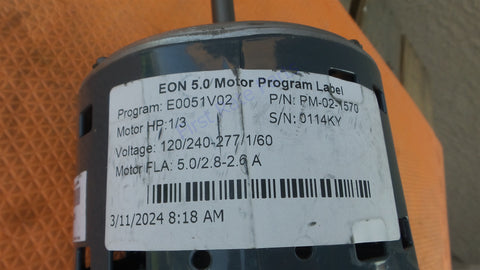 EON 5.0 Motor Program Label
Program: E0051V02 P/N: PM-02-1570
Motor HP:1/3 S/N: 0114KY
Voltage: 120/240-277/1/60
Motor FLA: 5.0/2.8-2.6 A
3/11/2024 8:18 AM